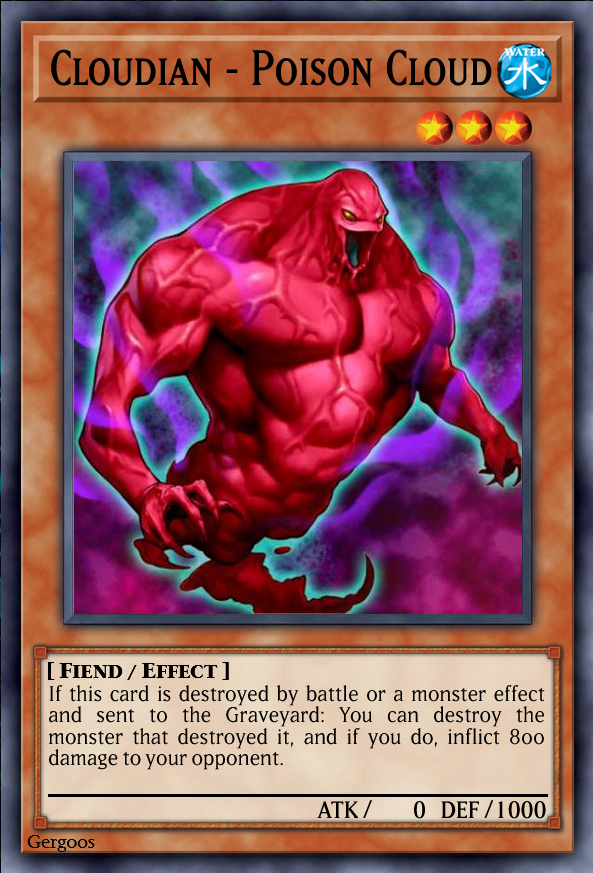 Cloudian - Poison Cloud
WATER
水
[ Fiend / Effect ]
If this card is destroyed by battle or a monster effect
and sent to the Graveyard: You can destroy the
monster that destroyed it, and if you do, inflict 800
damage to your opponent.
ATK / 0 DEF /1000
Gergoos